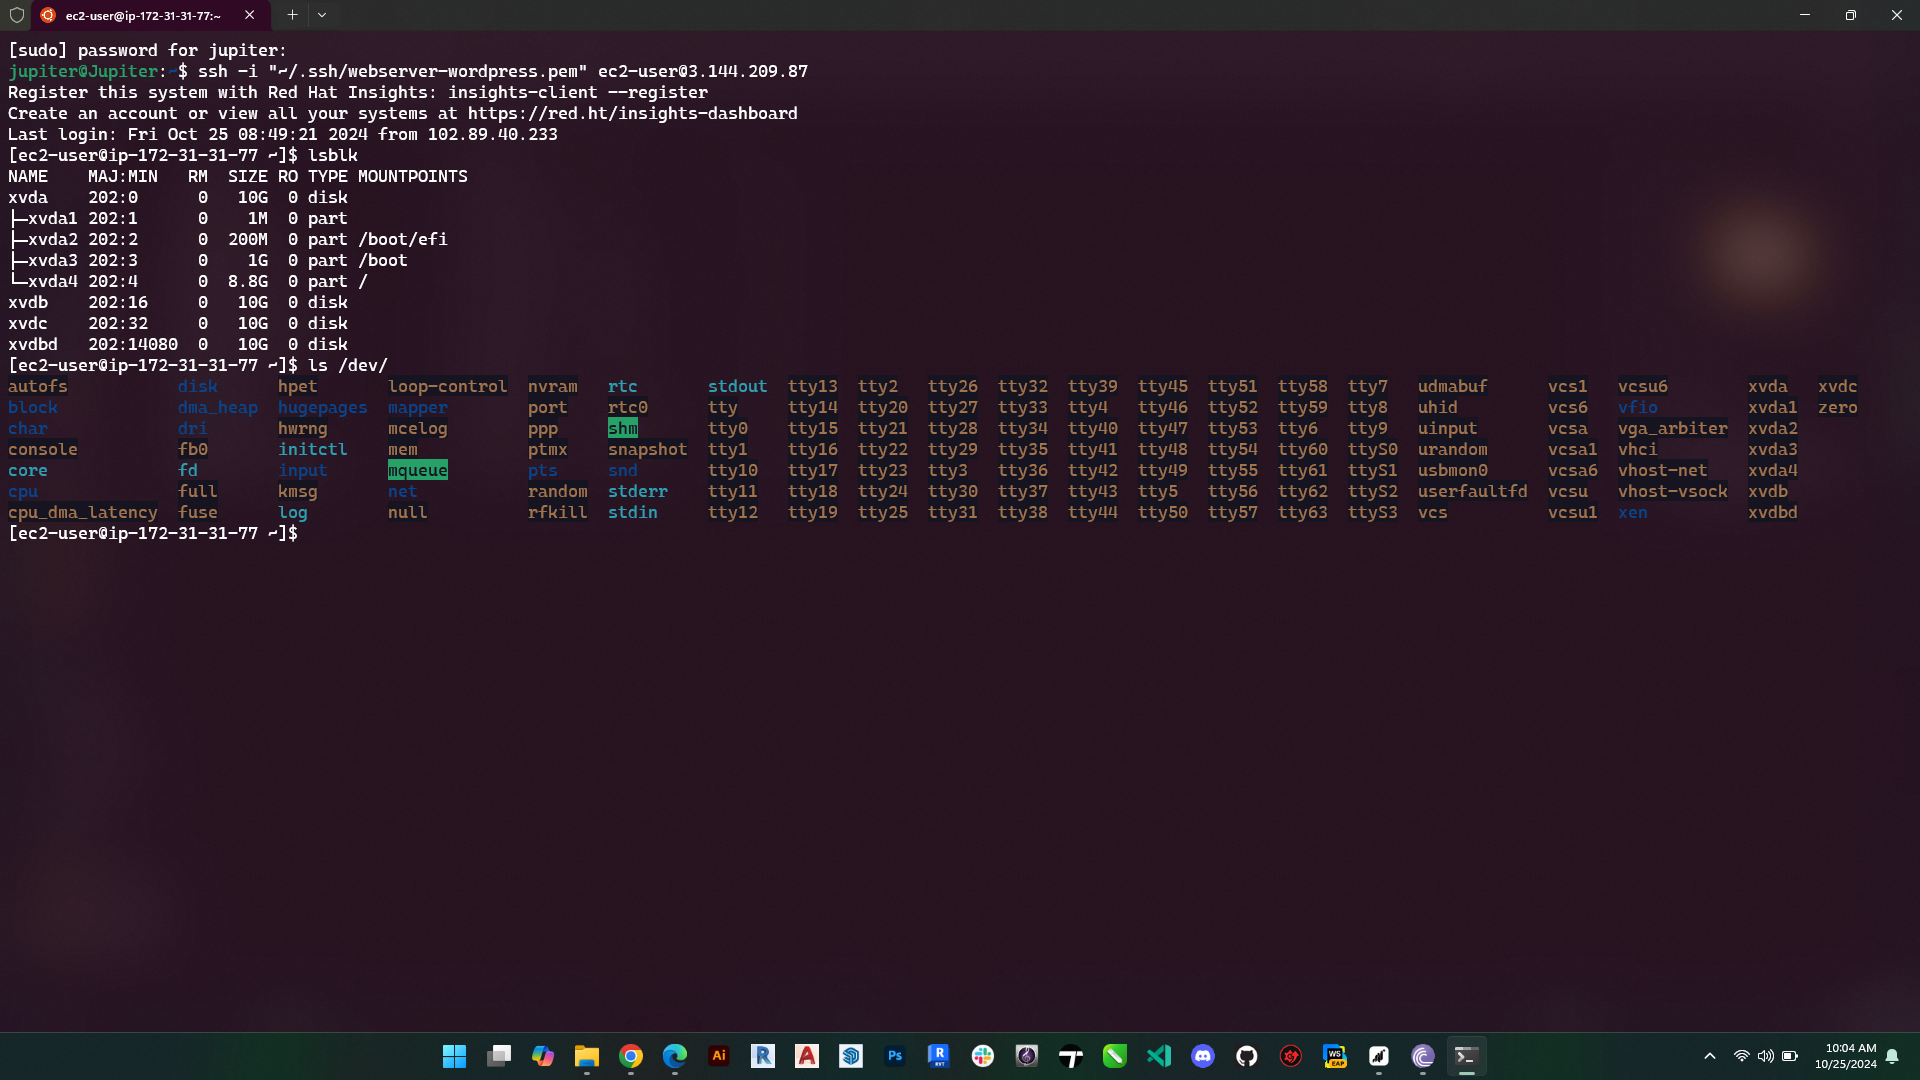 ec2-user@ip-172-31-31-77:~
[sudo] password for jupiter:
jupiter@Jupiter:~$ ssh -i "~/.ssh/webserver-wordpress.pem" ec2-user@3.144.209.87
Register this system with Red Hat Insights: insights-client --register
Create an account or view all your systems at https://red.ht/insights-dashboard
Last login: Fri Oct 25 08:49:21 2024 from 102.89.40.233
[ec2-user@ip-172-31-31-77 ~]$ lsblk
NAME    MAJ:MIN   RM  SIZE RO TYPE MOUNTPOINTS
xvda    202:0      0   10G  0 disk
├─xvda1 202:1      0    1M  0 part
├─xvda2 202:2      0  200M  0 part /boot/efi
├─xvda3 202:3      0    1G  0 part /boot
└─xvda4 202:4      0  8.8G  0 part /
xvdb    202:16     0   10G  0 disk
xvdc    202:32     0   10G  0 disk
xvdbd   202:14080  0   10G  0 disk
[ec2-user@ip-172-31-31-77 ~]$ ls /dev/
autofs           disk      hpet       loop-control  nvram   rtc       stdout  tty13  tty2   tty26  tty32  tty39  tty45  tty51  tty58  tty7   udmabuf     vcs1   vcsu6        xvda   xvdc
block            dma_heap  hugepages  mapper        port    rtc0      tty     tty14  tty20  tty27  tty33  tty4   tty46  tty52  tty59  tty8   uhid        vcs6   vfio         xvda1  zero
char             dri       hwrng      mcelog        ppp     shm       tty0    tty15  tty21  tty28  tty34  tty40  tty47  tty53  tty6   tty9   uinput      vcsa   vga_arbiter  xvda2
console          fb0       initctl    mem           ptmx    snapshot  tty1    tty16  tty22  tty29  tty35  tty41  tty48  tty54  tty60  ttyS0  urandom     vcsa1  vhci         xvda3
core             fd        input      mqueue        pts     snd       tty10   tty17  tty23  tty3   tty36  tty42  tty49  tty55  tty61  ttyS1  usbmon0     vcsa6  vhost-net    xvda4
cpu              full      kmsg       net           random  stderr    tty11   tty18  tty24  tty30  tty37  tty43  tty5   tty56  tty62  ttyS2  userfaultfd  vcsu   vhost-vsock  xvdb
cpu_dma_latency  fuse      log        null          rfkill  stdin     tty12   tty19  tty25  tty31  tty38  tty44  tty50  tty57  tty63  ttyS3  vcs         vcsu1  xen          xvdbd
[ec2-user@ip-172-31-31-77 ~]$
Ai
R
A
Ps
R
RVT
WS
EAP
10:04 AM
10/25/2024